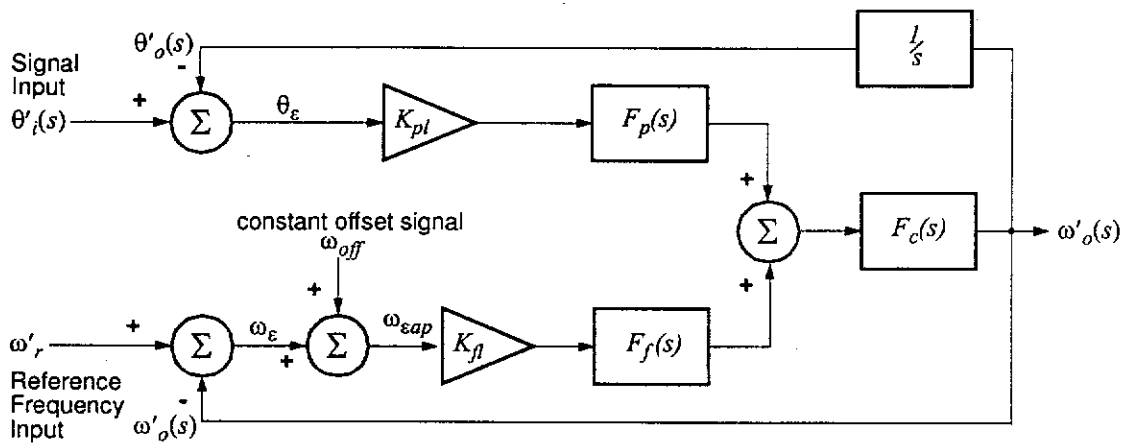 θ'o(s)
-
1/s
Signal
Input
+
θ'i(s)
Σ
θε
Kpl
Fp(s)
+
constant offset signal
ωoff
Σ
Fc(s)
ω'o(s)
+
+
ω'r
+
Σ
ωε
+
Σ
ωεap
Kfl
Ff(s)
Reference
Frequency
Input
-
ω'o(s)